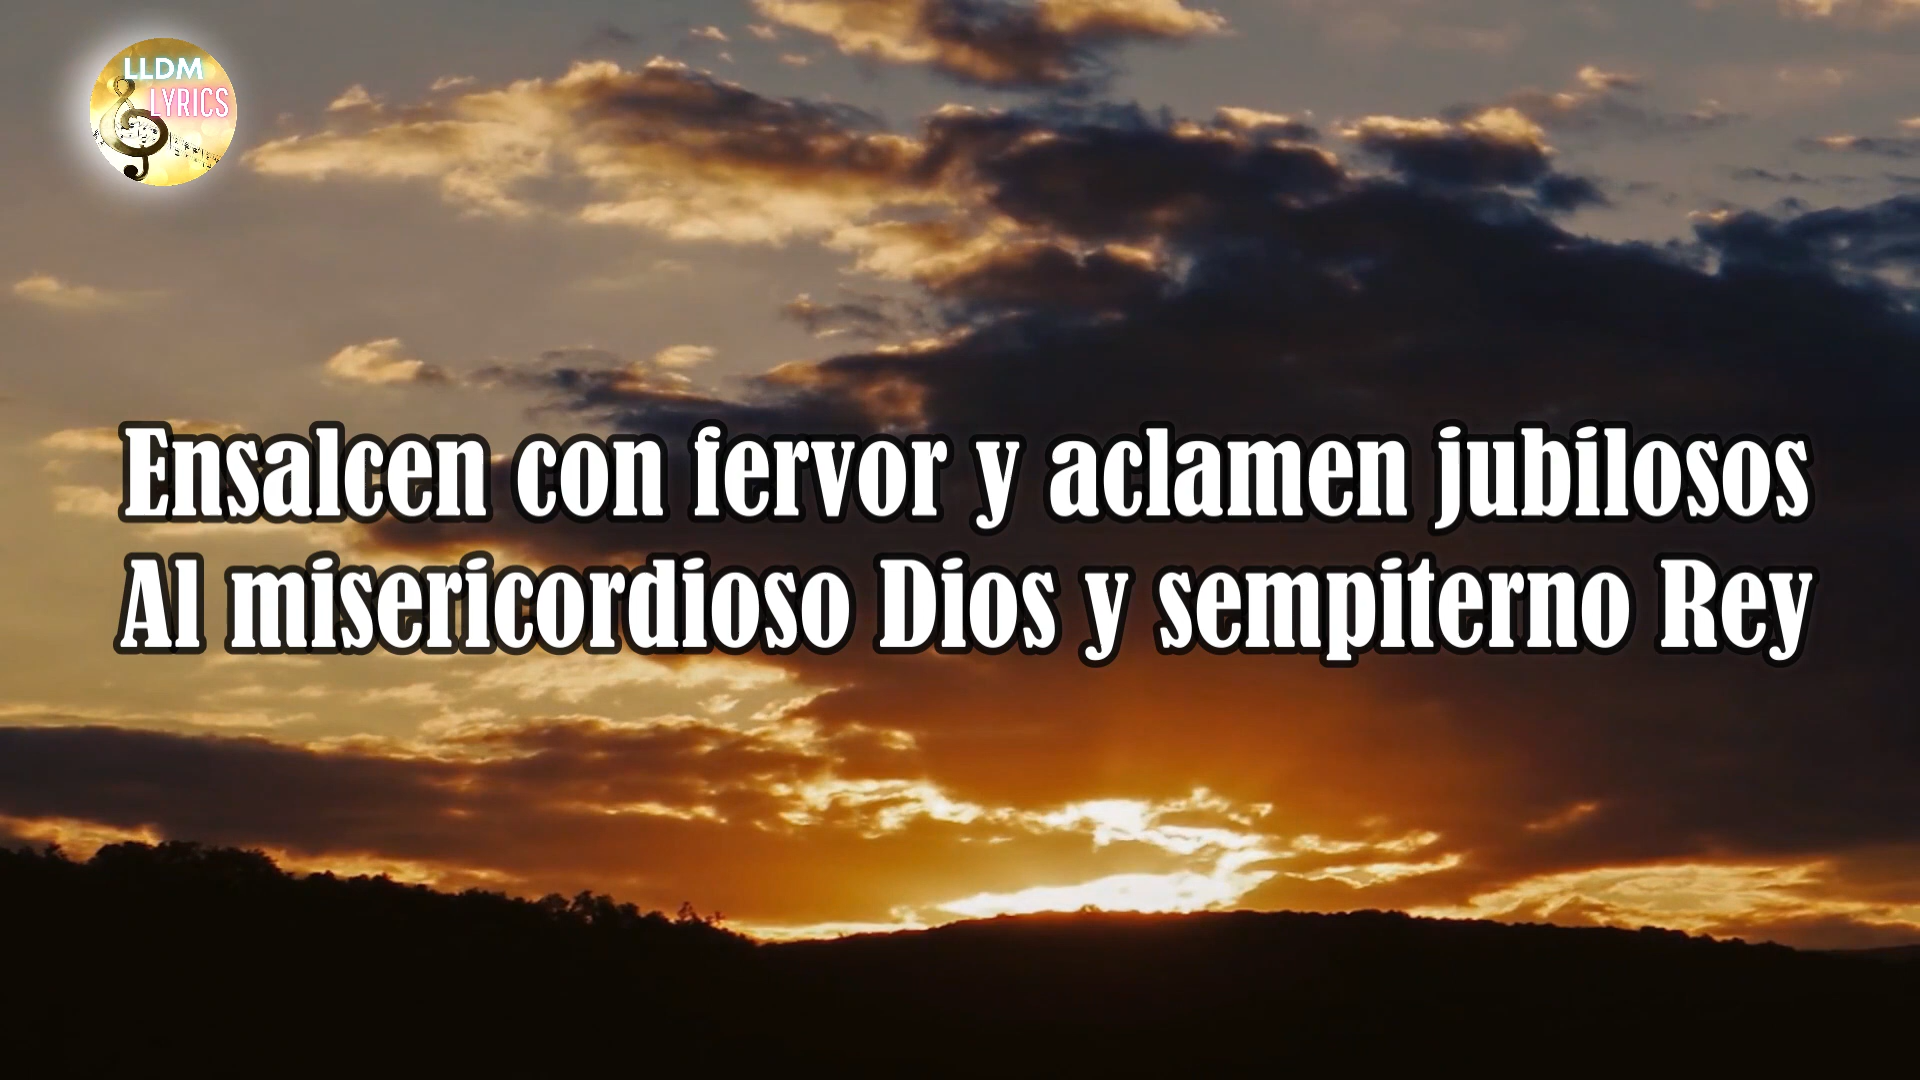 LLDM
LYRICS
Ensalcen con fervor y aclamen jubilosos
Al misericordioso Dios y sempiterno Rey